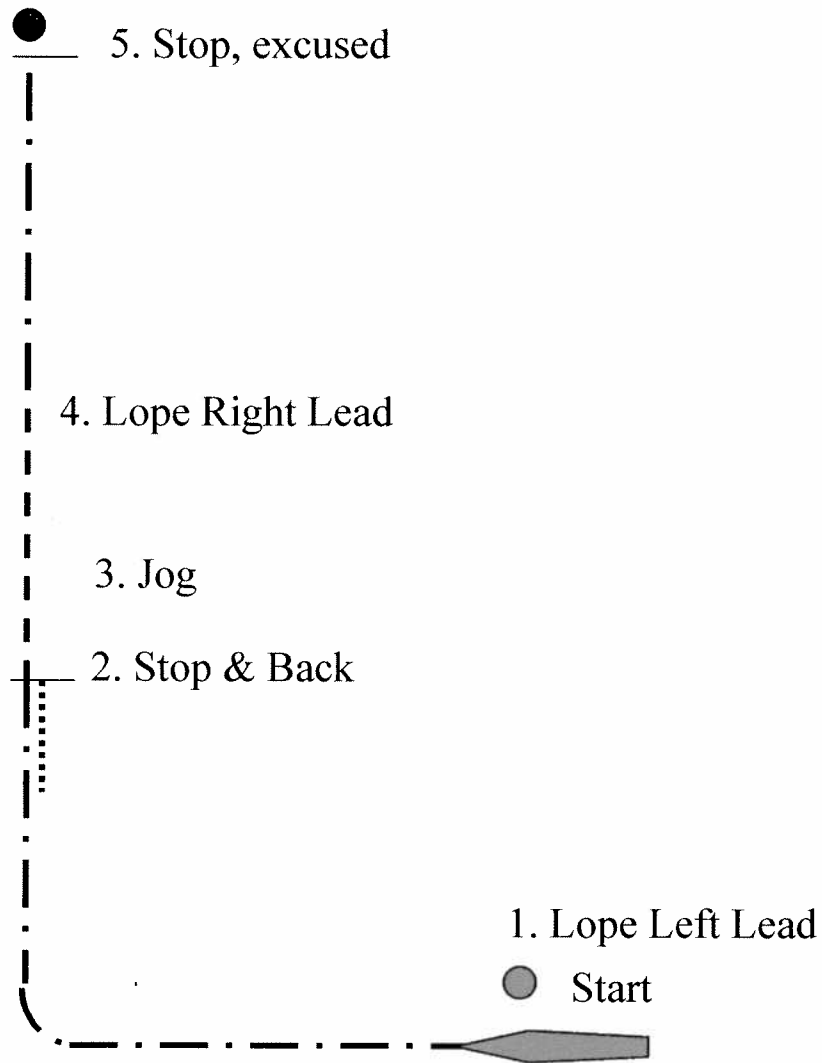 5. Stop, excused
4. Lope Right Lead
3. Jog
2. Stop & Back
1. Lope Left Lead
Start